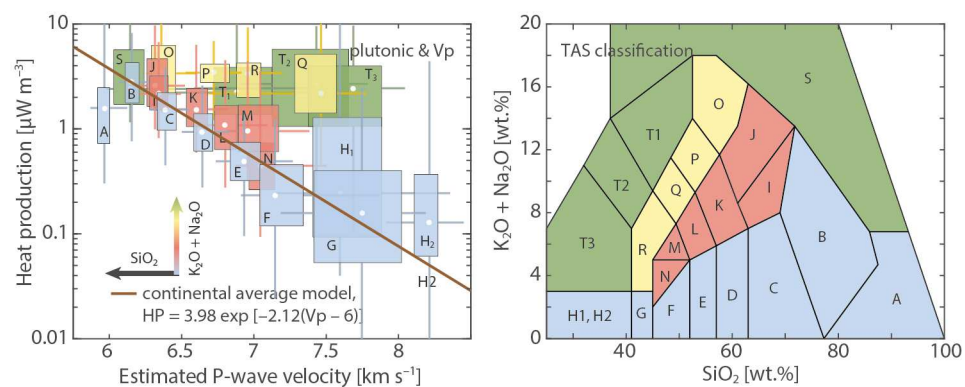 plutonic & Vp
Heat production [µW m⁻³]
10
1
0.1
0.01
S
O
T₂
Q
T₃
J
P
R
B
I
T₁
K
A
C
D
L
M
N
E
H₁
F
G
H₂
H2
SiO₂
K₂O + Na₂O
continental average model,
HP = 3.98 exp [−2.12(Vp − 6)]
6 6.5 7 7.5 8
Estimated P-wave velocity [km s⁻¹]
TAS classification
K₂O + Na₂O [wt.%]
20
16
12
8
4
0
S
O
T1
J
P
T2
Q
I
K
T3
R
L
M
B
N
H1, H2
G
F
E
D
C
A
40 60 80 100
SiO₂ [wt.%]